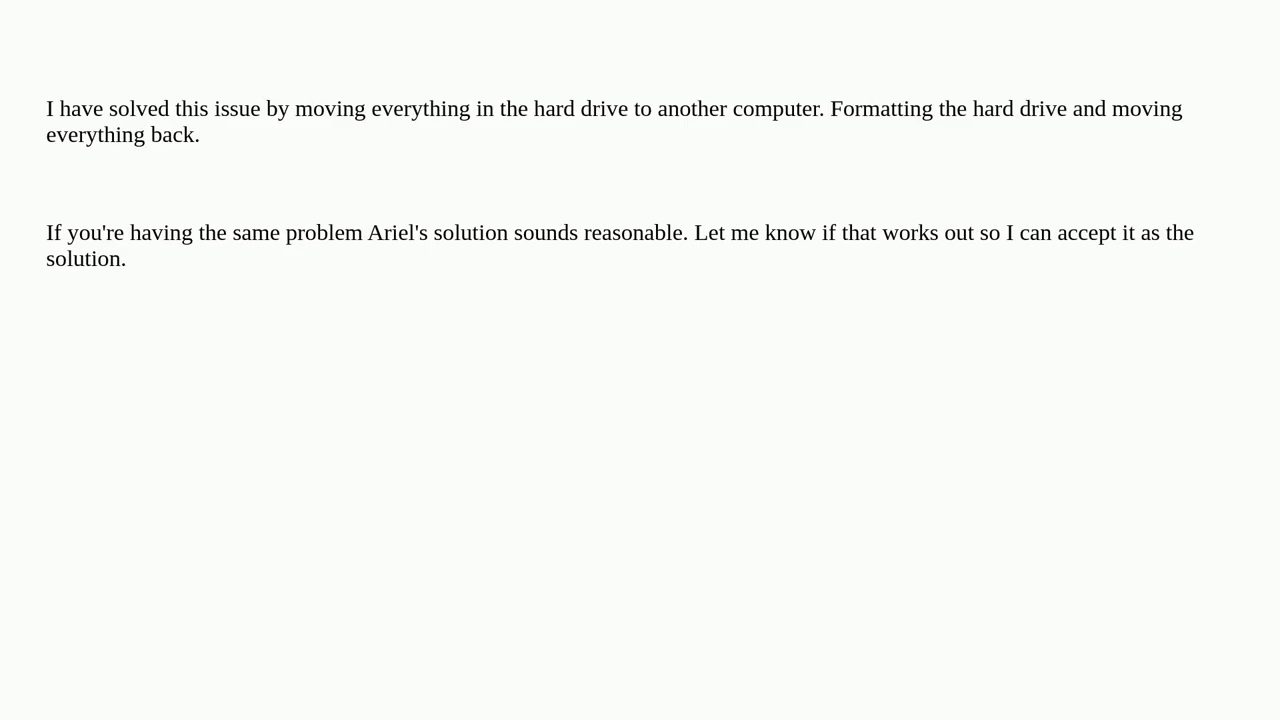 I have solved this issue by moving everything in the hard drive to another computer. Formatting the hard drive and moving
everything back.
If you're having the same problem Ariel's solution sounds reasonable. Let me know if that works out so I can accept it as the
solution.